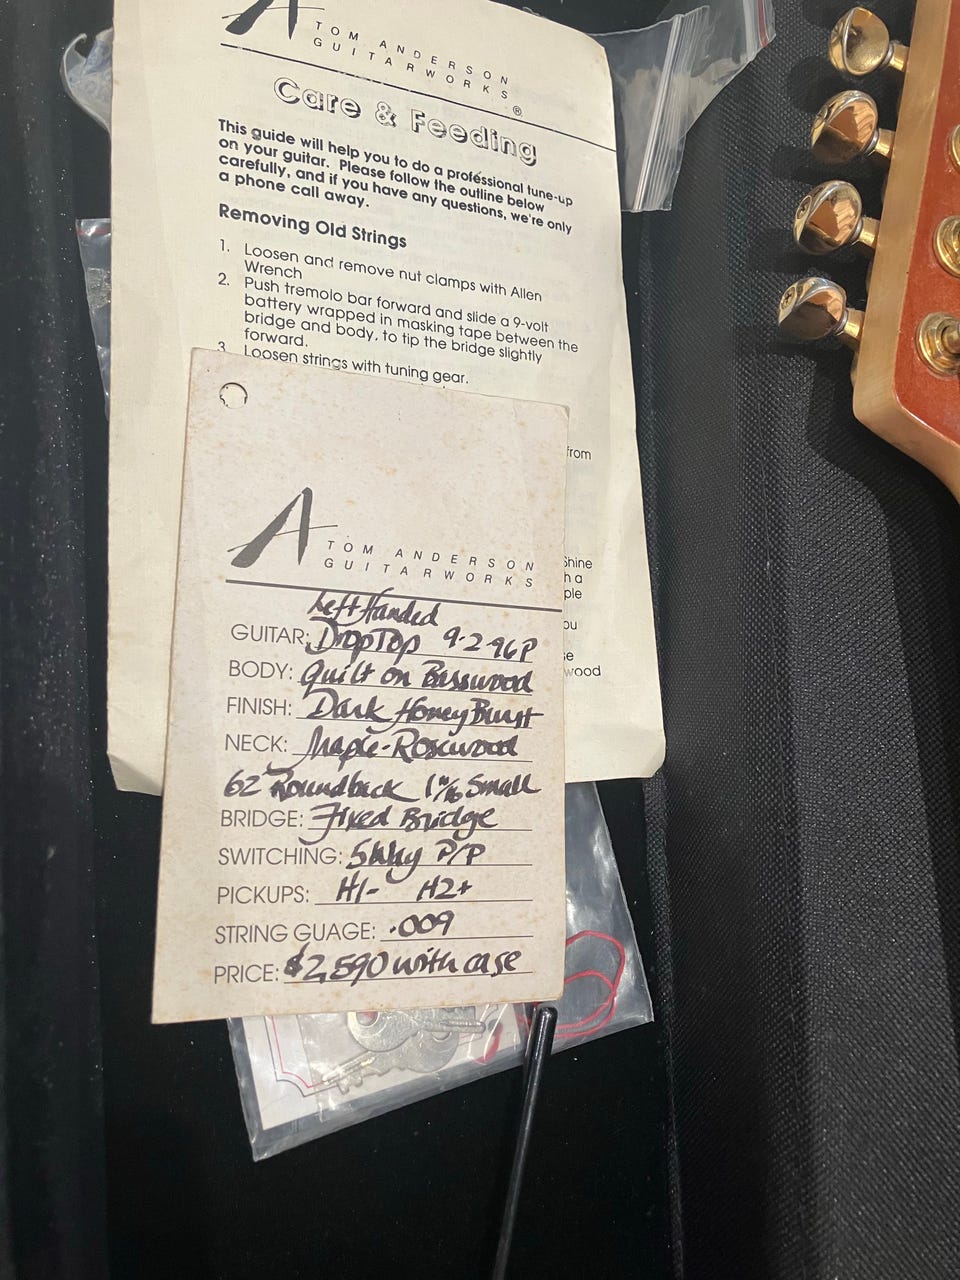 TOM ANDERSON
GUITARWORKS®
Care & Feeding
This guide will help you to do a professional tune-up
on your guitar. Please follow the outline below
carefully, and if you have any questions, we're only
a phone call away.
Removing Old Strings
1. Loosen and remove nut clamps with Allen
Wrench
2. Push tremolo bar forward and slide a 9-volt
battery wrapped in masking tape between the
bridge and body, to tip the bridge slightly
forward.
3. Loosen strings with tuning gear.
from
Shine
h a
ple
ou
se
wood
A TOM ANDERSON
GUITARWORKS
Left Handed
GUITAR: DropTop 9-2-96P
BODY: Quilt on Basswood
FINISH: Dark Honey Burst
NECK: Maple-Rosewood
62 Roundback 1 11/16 Small
BRIDGE: Fixed Bridge
SWITCHING: 5Way P/P
PICKUPS: H1- H2+
STRING GUAGE: .009
PRICE: $2,590 with case